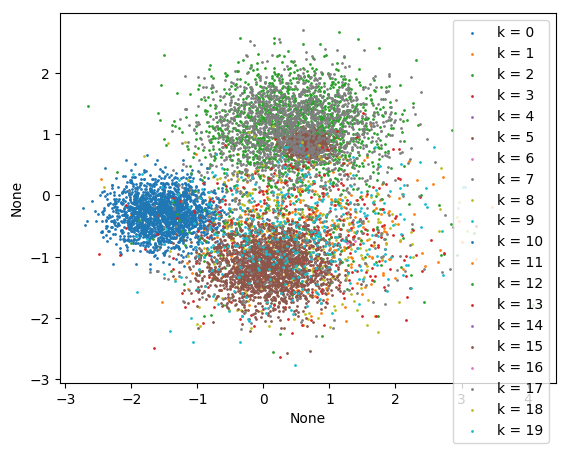 2
1
0
−1
−2
−3
None
−3
−2
−1
0
1
2
3
4
None
k = 0
k = 1
k = 2
k = 3
k = 4
k = 5
k = 6
k = 7
k = 8
k = 9
k = 10
k = 11
k = 12
k = 13
k = 14
k = 15
k = 16
k = 17
k = 18
k = 19